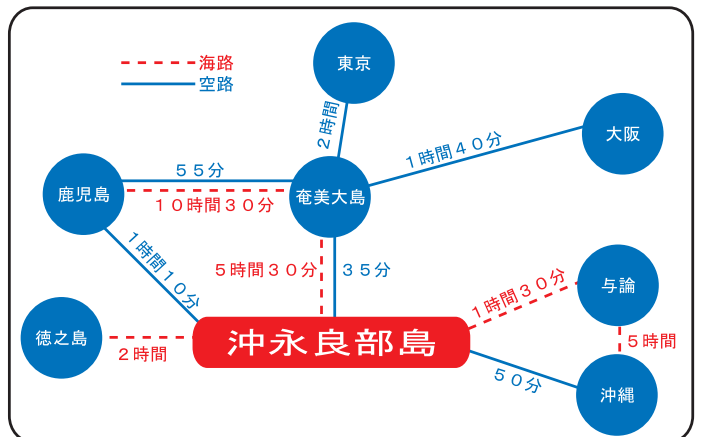 東京
海路
空路
２時間
大阪
１時間４０分
５５分
鹿児島
奄美大島
１０時間３０分
１時間１０分
５時間３０分
３５分
１時間３０分
与論
徳之島
２時間
沖永良部島
５時間
５０分
沖縄